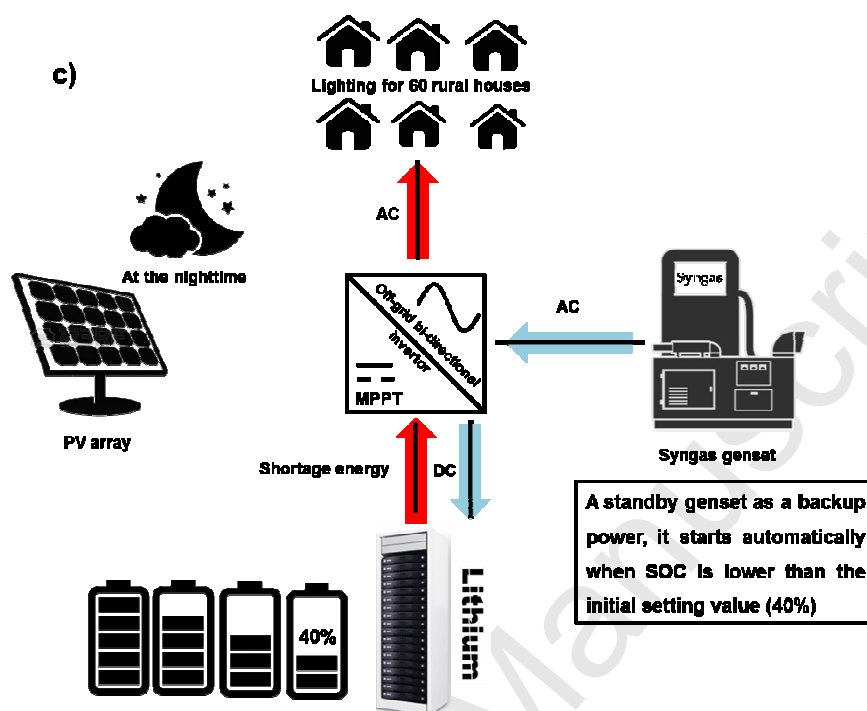 c)
Lighting for 60 rural houses
AC
At the nighttime
Syngas
Off-grid bi-directional
invertor
AC
MPPT
PV array
Syngas genset
Shortage energy
DC
A standby genset as a backup
power, it starts automatically
when SOC is lower than the
initial setting value (40%)
Lithium
40%
Manuscri